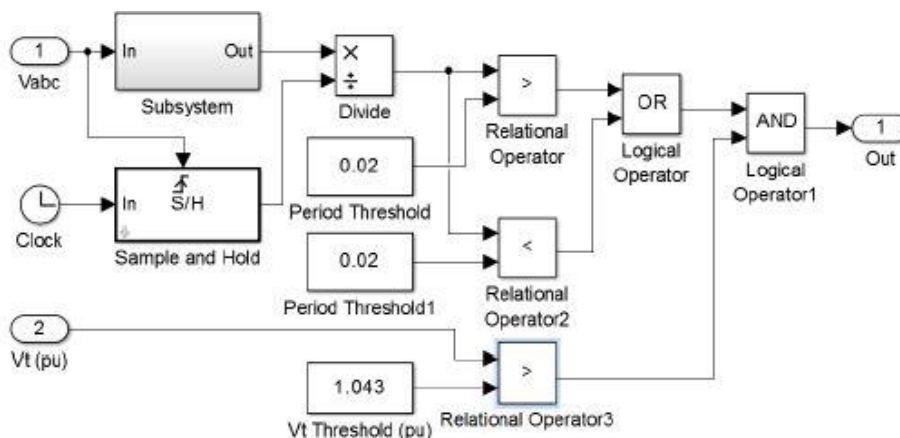 1
Vabc
In
Out
Subsystem
×
÷
Divide
>
Relational
Operator
OR
Logical
Operator
AND
Logical
Operator1
1
Out
0.02
Period Threshold
Clock
In
S/H
Sample and Hold
0.02
Period Threshold1
<
Relational
Operator2
2
Vt (pu)
1.043
Vt Threshold (pu)
>
Relational Operator3